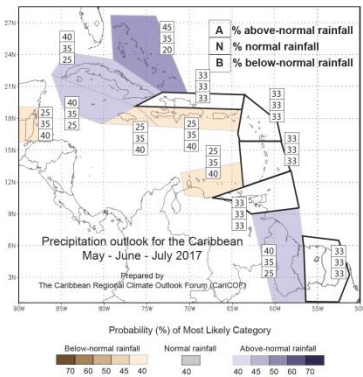 27N
24N
21N
18N
15N
12N
9N
6N
3N
A % above-normal rainfall
N % normal rainfall
B % below-normal rainfall
40
35
25
45
35
20
33
33
33
33
33
33
40
35
25
25
35
40
25
35
40
25
35
40
33
33
33
25
35
40
33
33
33
40
35
25
33
33
33
33
33
33
Precipitation outlook for the Caribbean
May - June - July 2017
Prepared by
The Caribbean Regional Climate Outlook Forum (CariCOF)
90W 85W 80W 75W 70W 65W 60W 55W
Probability (%) of Most Likely Category
Below-normal rainfall Normal rainfall Above-normal rainfall
70 60 50 45 40 40 40 45 50 60 70